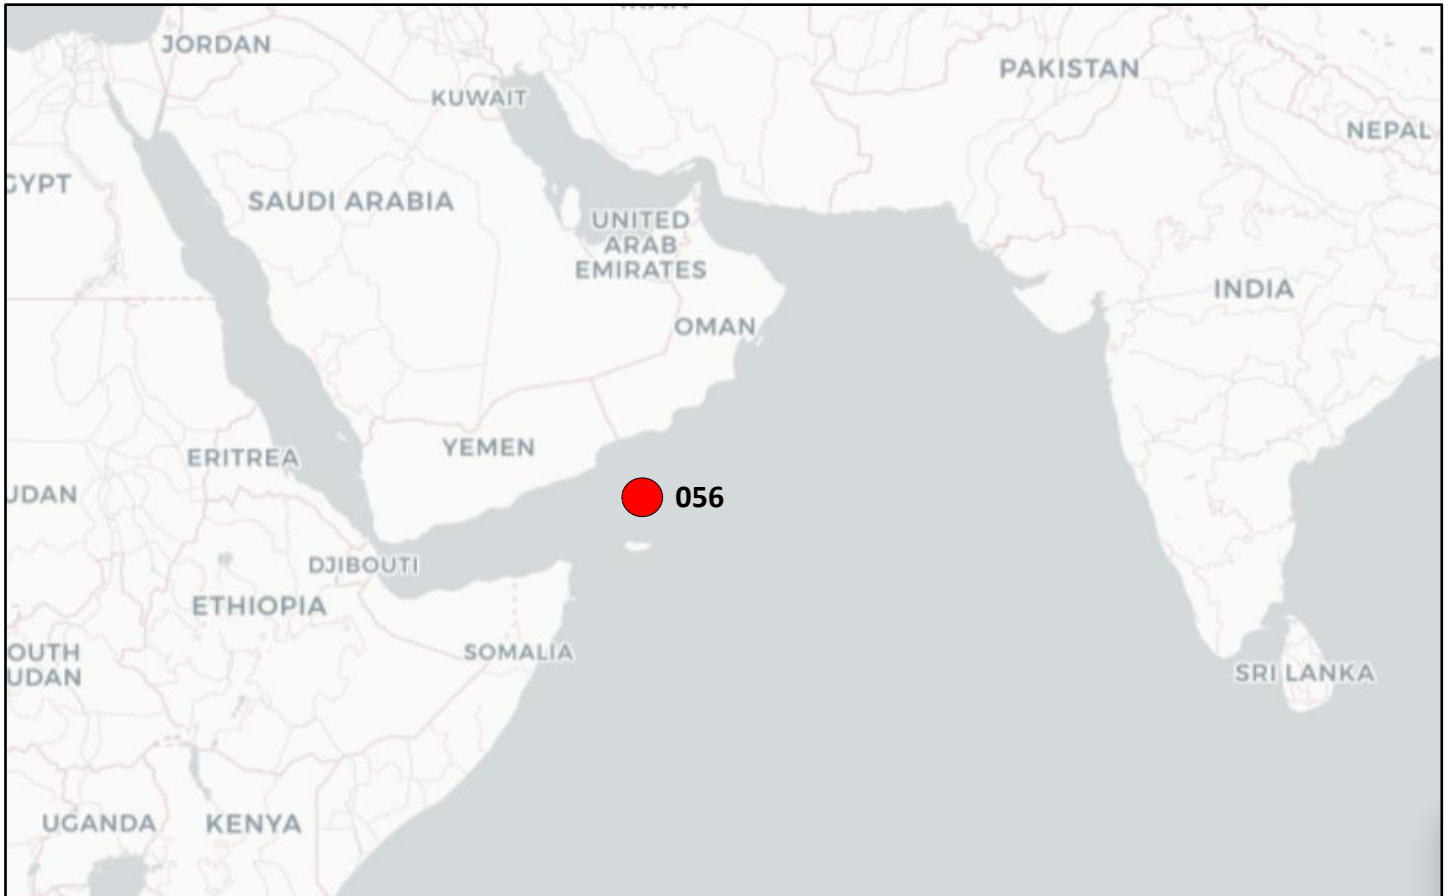 JORDAN
PAKISTAN
KUWAIT
NEPAL
GYPT
SAUDI ARABIA
UNITED
ARAB
EMIRATES
INDIA
OMAN
YEMEN
ERITREA
UDAN
056
DJIBOUTI
ETHIOPIA
OUTH
UDAN
SOMALIA
SRI LANKA
UGANDA
KENYA